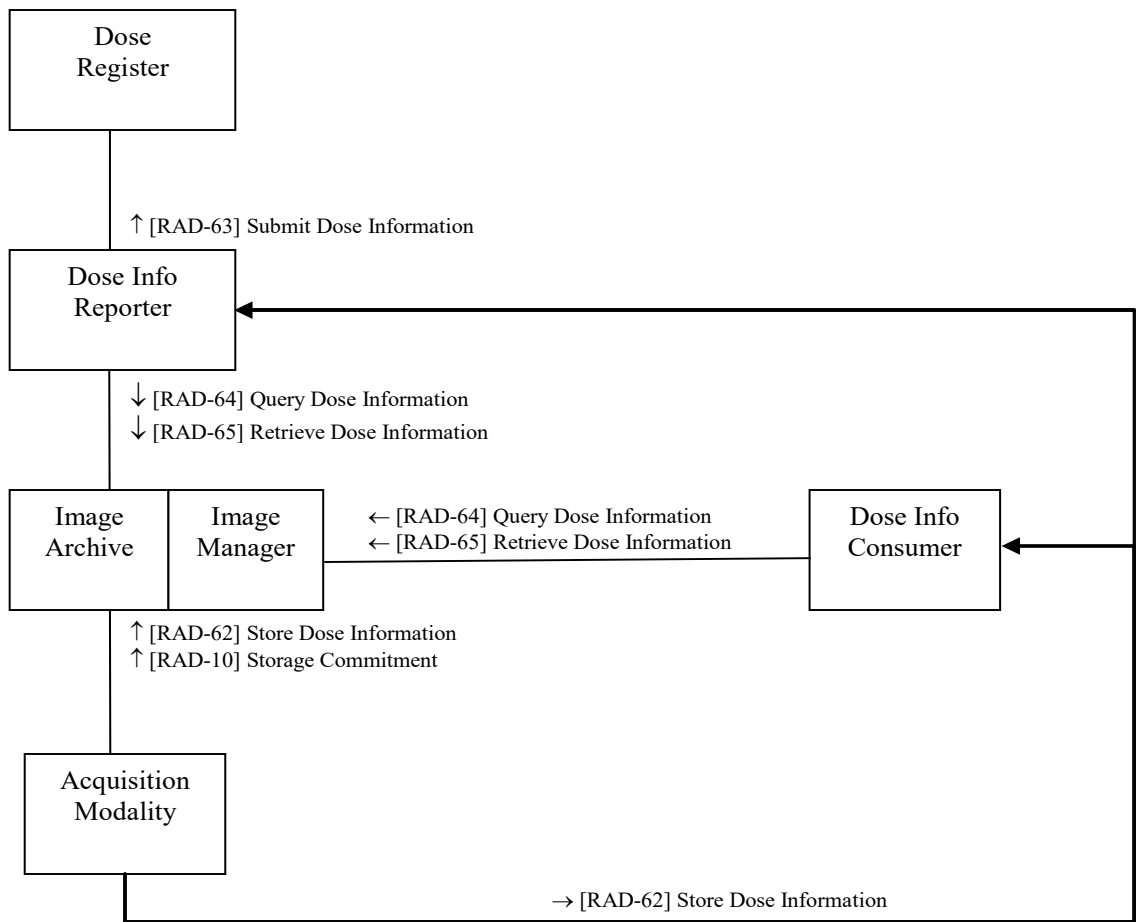 Dose
Register
↑ [RAD-63] Submit Dose Information
Dose Info
Reporter
↓ [RAD-64] Query Dose Information
↓ [RAD-65] Retrieve Dose Information
Image
Archive
Image
Manager
← [RAD-64] Query Dose Information
← [RAD-65] Retrieve Dose Information
Dose Info
Consumer
↑ [RAD-62] Store Dose Information
↑ [RAD-10] Storage Commitment
Acquisition
Modality
→ [RAD-62] Store Dose Information